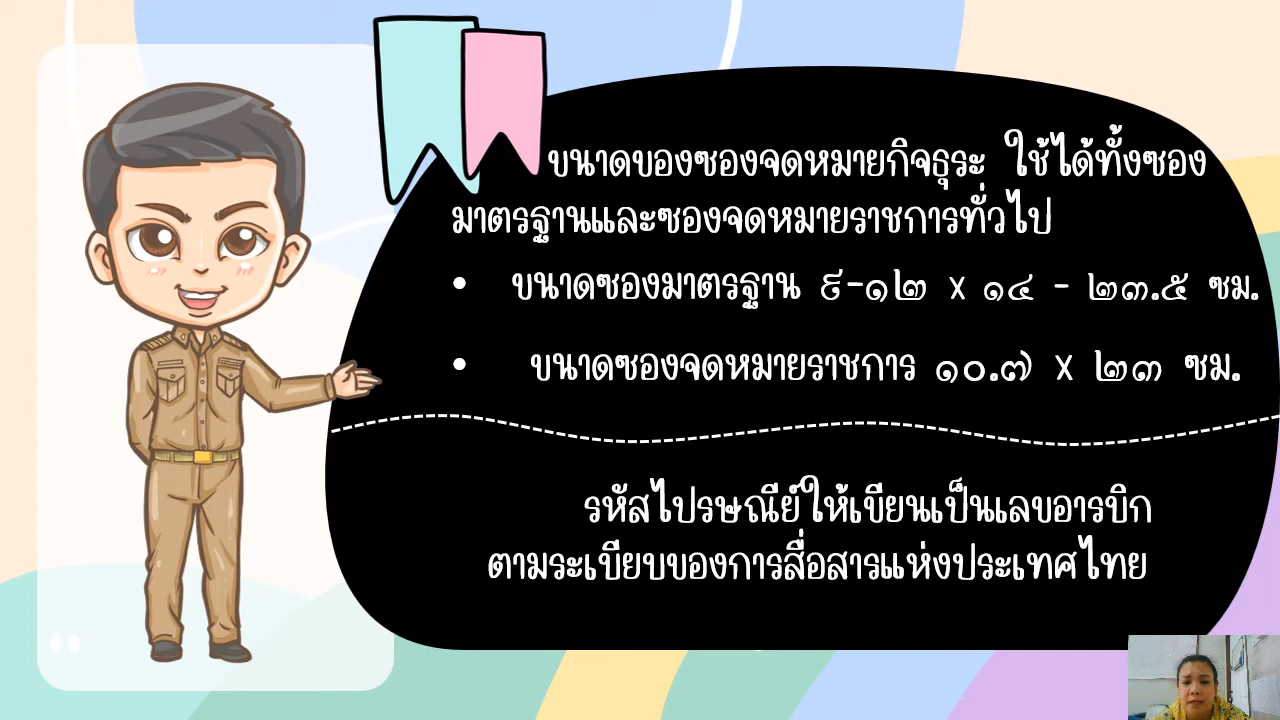 ขนาดของซองจดหมายกิจธุระ ใช้ได้ทั้งซอง
มาตรฐานและซองจดหมายราชการทั่วไป
• ขนาดซองมาตรฐาน ๙-๑๒ x ๑๔ - ๒๓.๕ ซม.
• ขนาดซองจดหมายราชการ ๑๐.๗ x ๒๓ ซม.
รหัสไปรษณีย์ให้เขียนเป็นเลขอารบิก
ตามระเบียบของการสื่อสารแห่งประเทศไทย